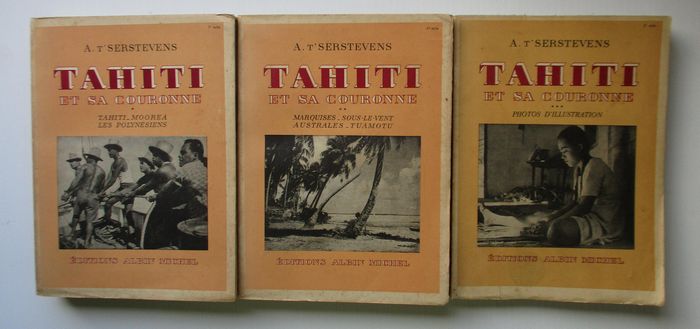 A. T'SERSTEVENS
TAHITI
ET SA COURONNE
*
TAHITI - MOOREA
LES POLYNÉSIENS
ÉDITIONS ALBIN MICHEL
A. T'SERSTEVENS
TAHITI
ET SA COURONNE
**
MARQUISES - SOUS-LE-VENT
AUSTRALES - TUAMOTU
ÉDITIONS ALBIN MICHEL
A. T'SERSTEVENS
TAHITI
ET SA COURONNE
***
PHOTOS D'ILLUSTRATION
ÉDITIONS ALBIN MICHEL